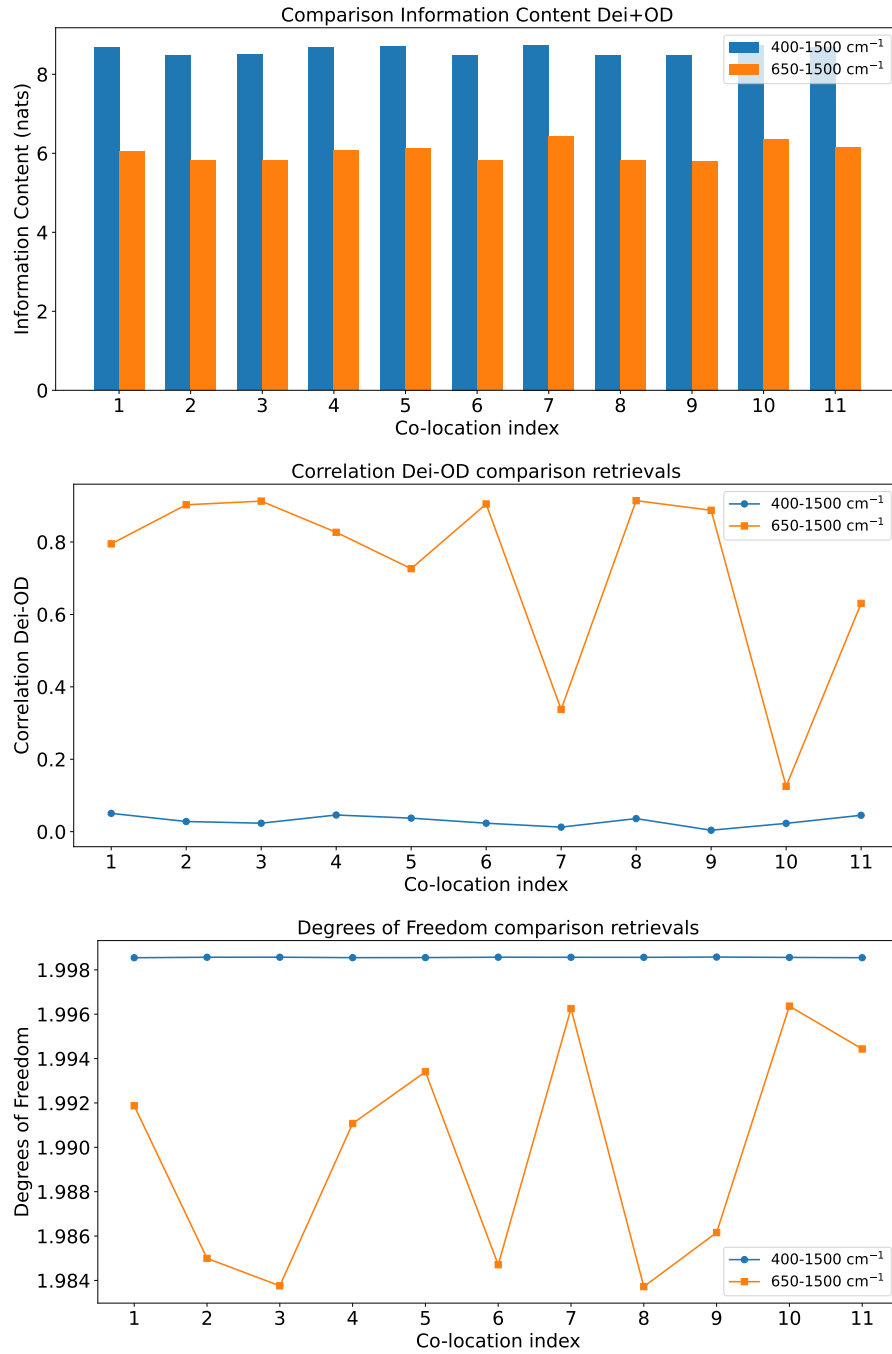 Comparison Information Content Dei+OD
Information Content (nats)
8
6
4
2
0
400-1500 cm⁻¹
650-1500 cm⁻¹
1 2 3 4 5 6 7 8 9 10 11
Co-location index
Correlation Dei-OD comparison retrievals
Correlation Dei-OD
0.8
0.6
0.4
0.2
0.0
400-1500 cm⁻¹
650-1500 cm⁻¹
1 2 3 4 5 6 7 8 9 10 11
Co-location index
Degrees of Freedom comparison retrievals
Degrees of Freedom
1.998
1.996
1.994
1.992
1.990
1.988
1.986
1.984
400-1500 cm⁻¹
650-1500 cm⁻¹
1 2 3 4 5 6 7 8 9 10 11
Co-location index